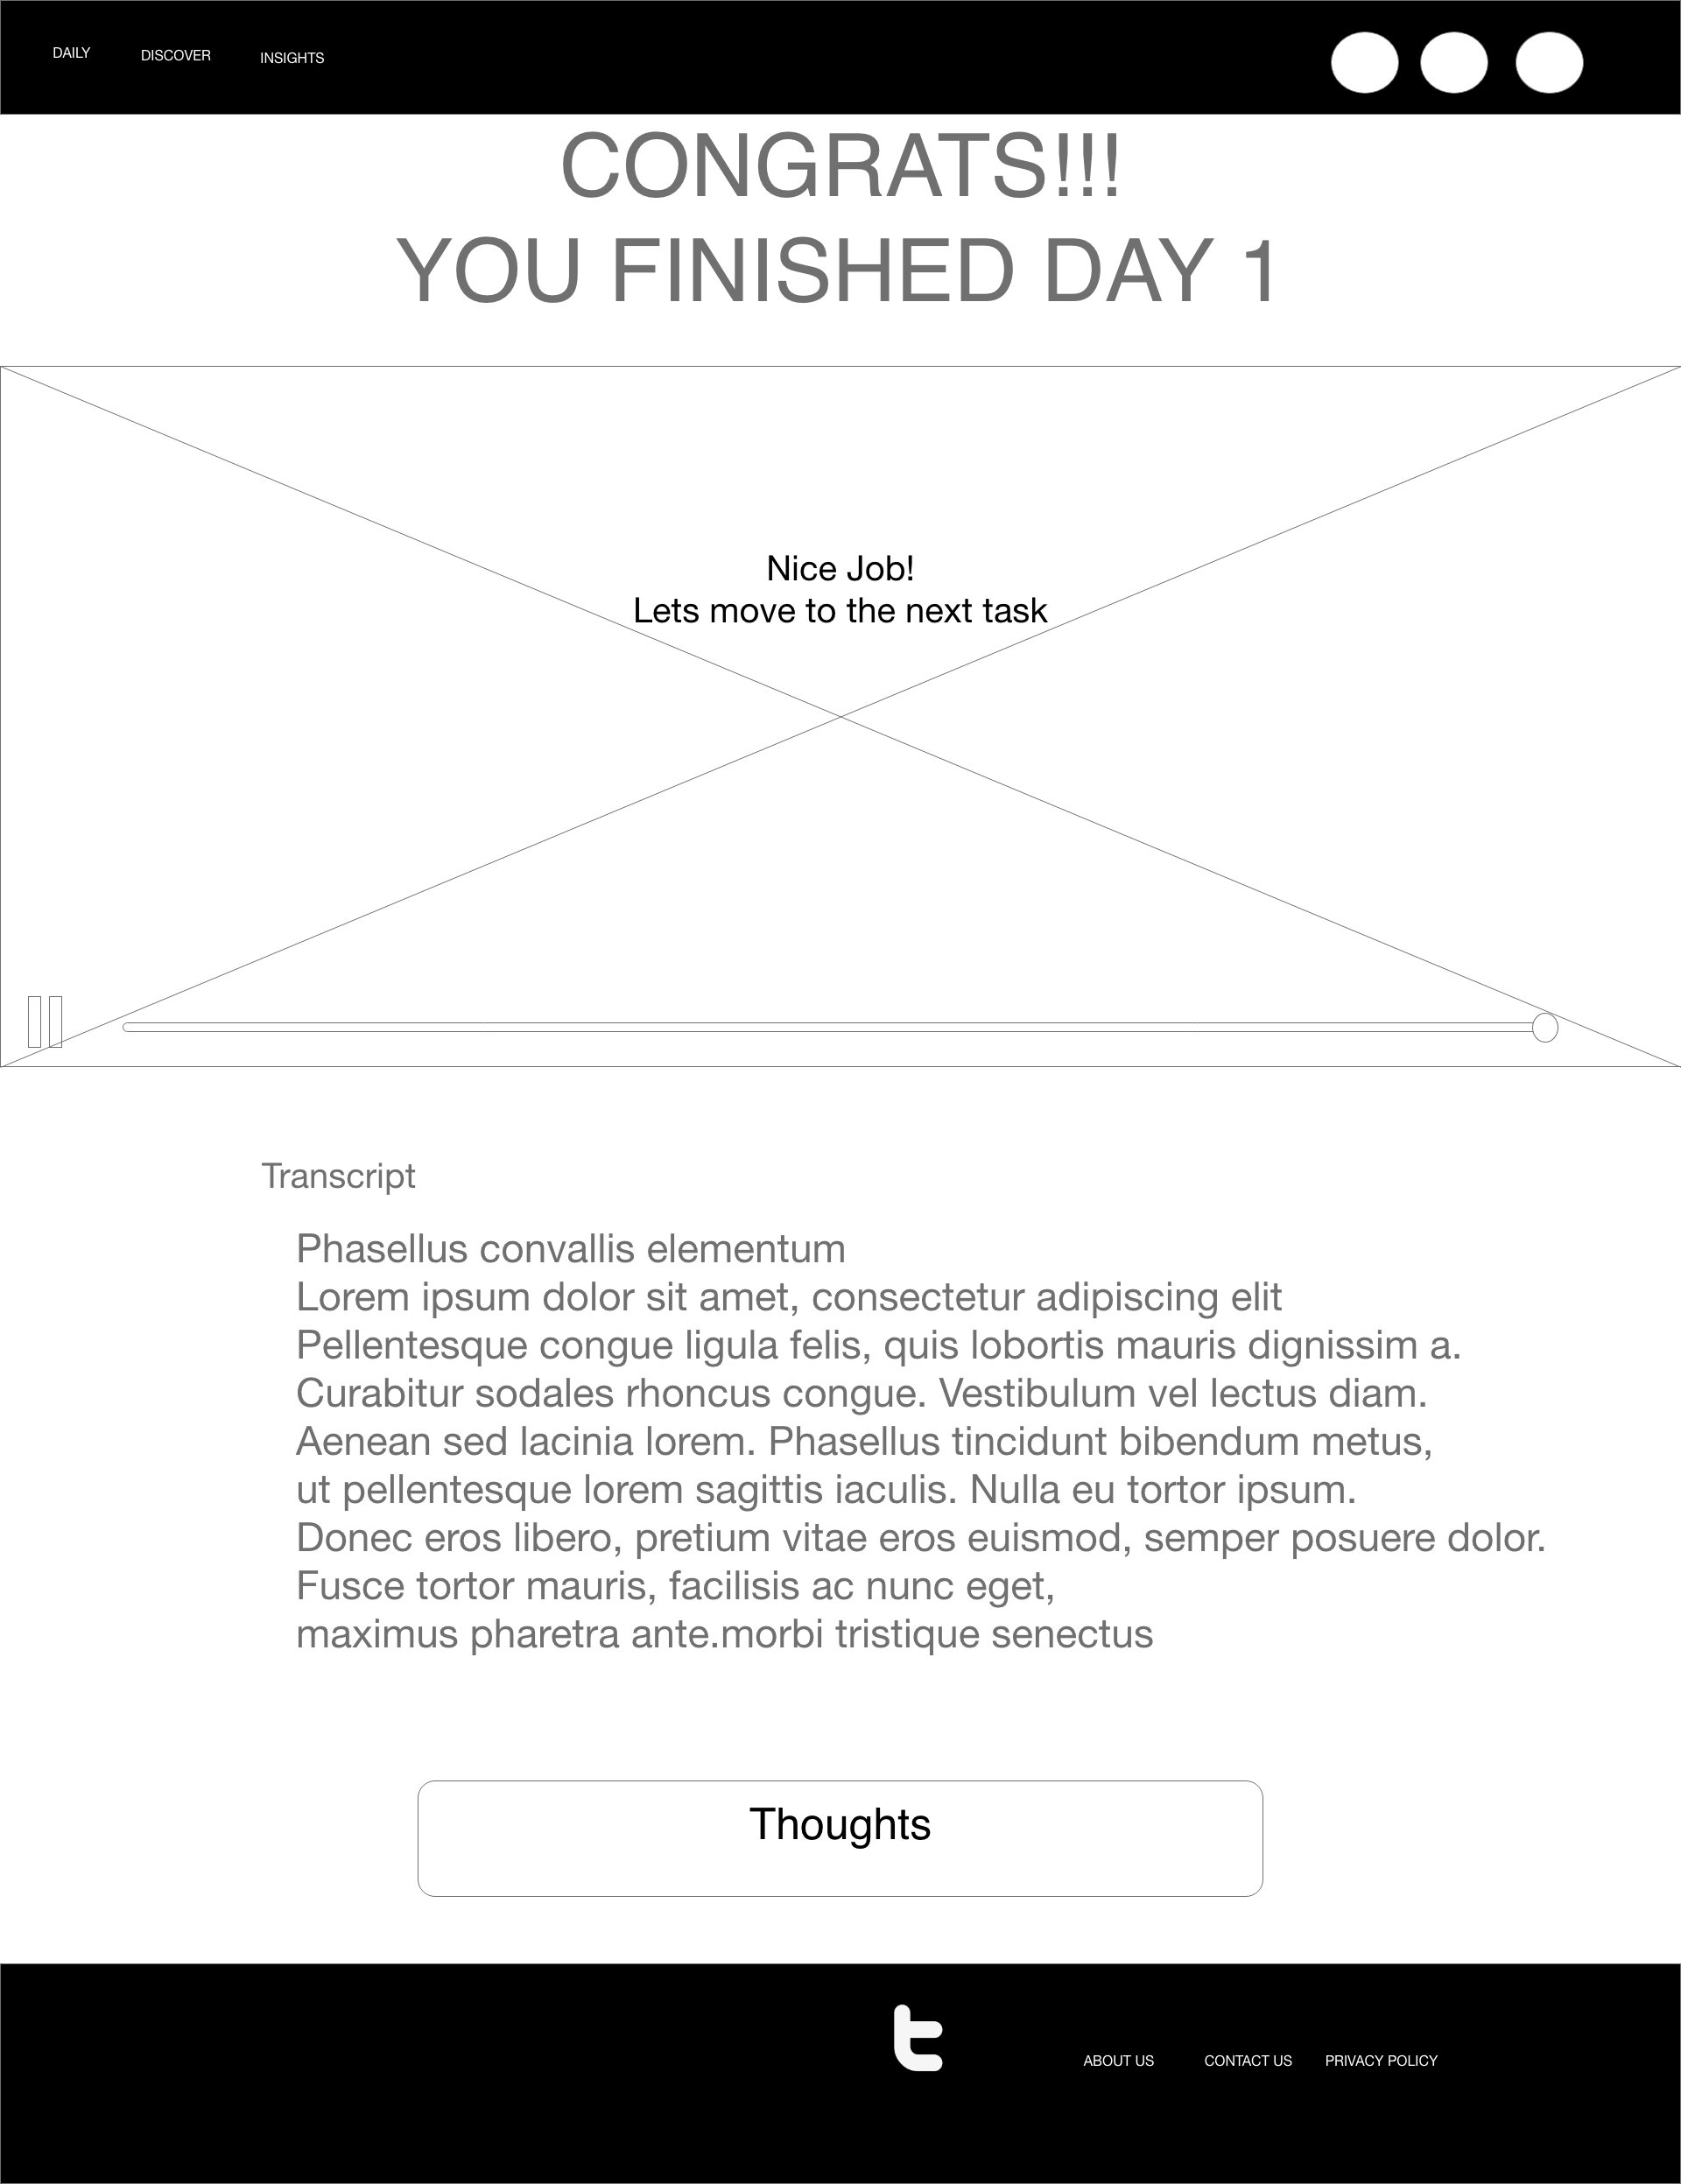 DAILY
DISCOVER
INSIGHTS
CONGRATS!!!
YOU FINISHED DAY 1
Nice Job!
Lets move to the next task
Transcript
Phasellus convallis elementum
Lorem ipsum dolor sit amet, consectetur adipiscing elit
Pellentesque congue ligula felis, quis lobortis mauris dignissim a.
Curabitur sodales rhoncus congue. Vestibulum vel lectus diam.
Aenean sed lacinia lorem. Phasellus tincidunt bibendum metus,
ut pellentesque lorem sagittis iaculis. Nulla eu tortor ipsum.
Donec eros libero, pretium vitae eros euismod, semper posuere dolor.
Fusce tortor mauris, facilisis ac nunc eget,
maximus pharetra ante.morbi tristique senectus
Thoughts
t
ABOUT US
CONTACT US
PRIVACY POLICY